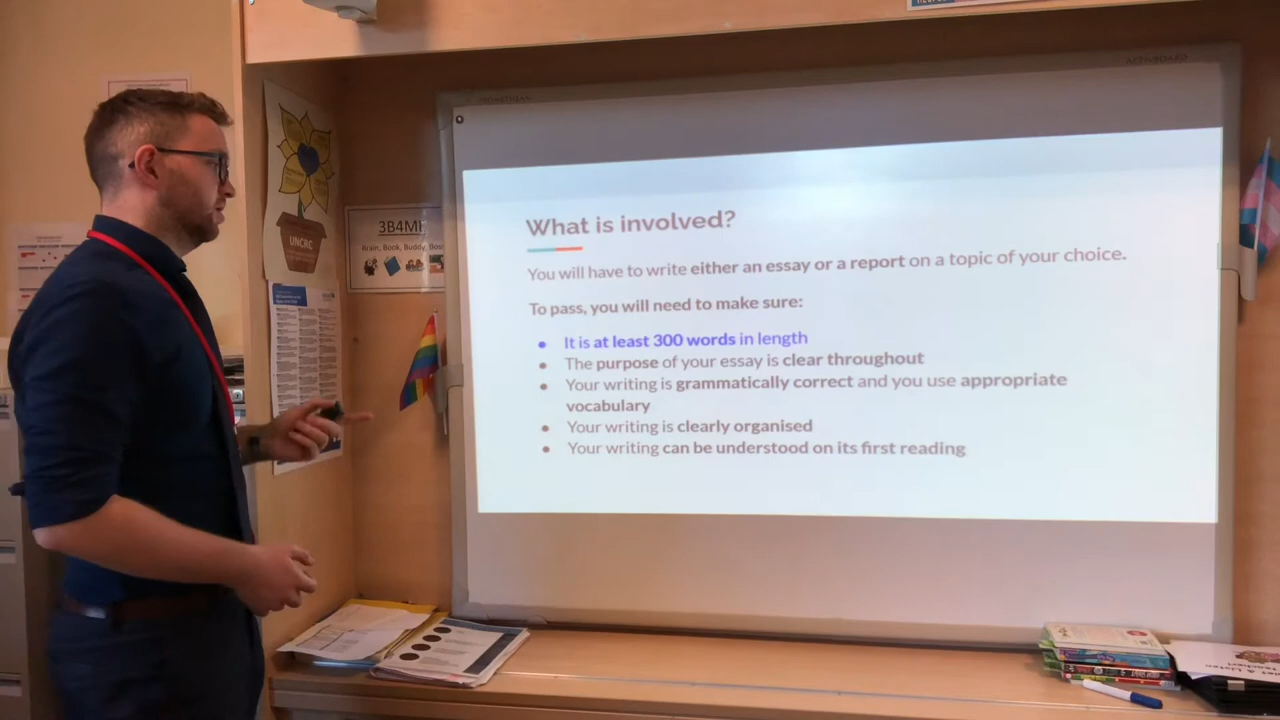 ACTIVBOARD
PROMETHEAN
UNCRC
3B4ME
Brain, Book, Buddy, Bos
What is involved?
You will have to write either an essay or a report on a topic of your choice.
To pass, you will need to make sure:
• It is at least 300 words in length
• The purpose of your essay is clear throughout
• Your writing is grammatically correct and you use appropriate
vocabulary
• Your writing is clearly organised
• Your writing can be understood on its first reading